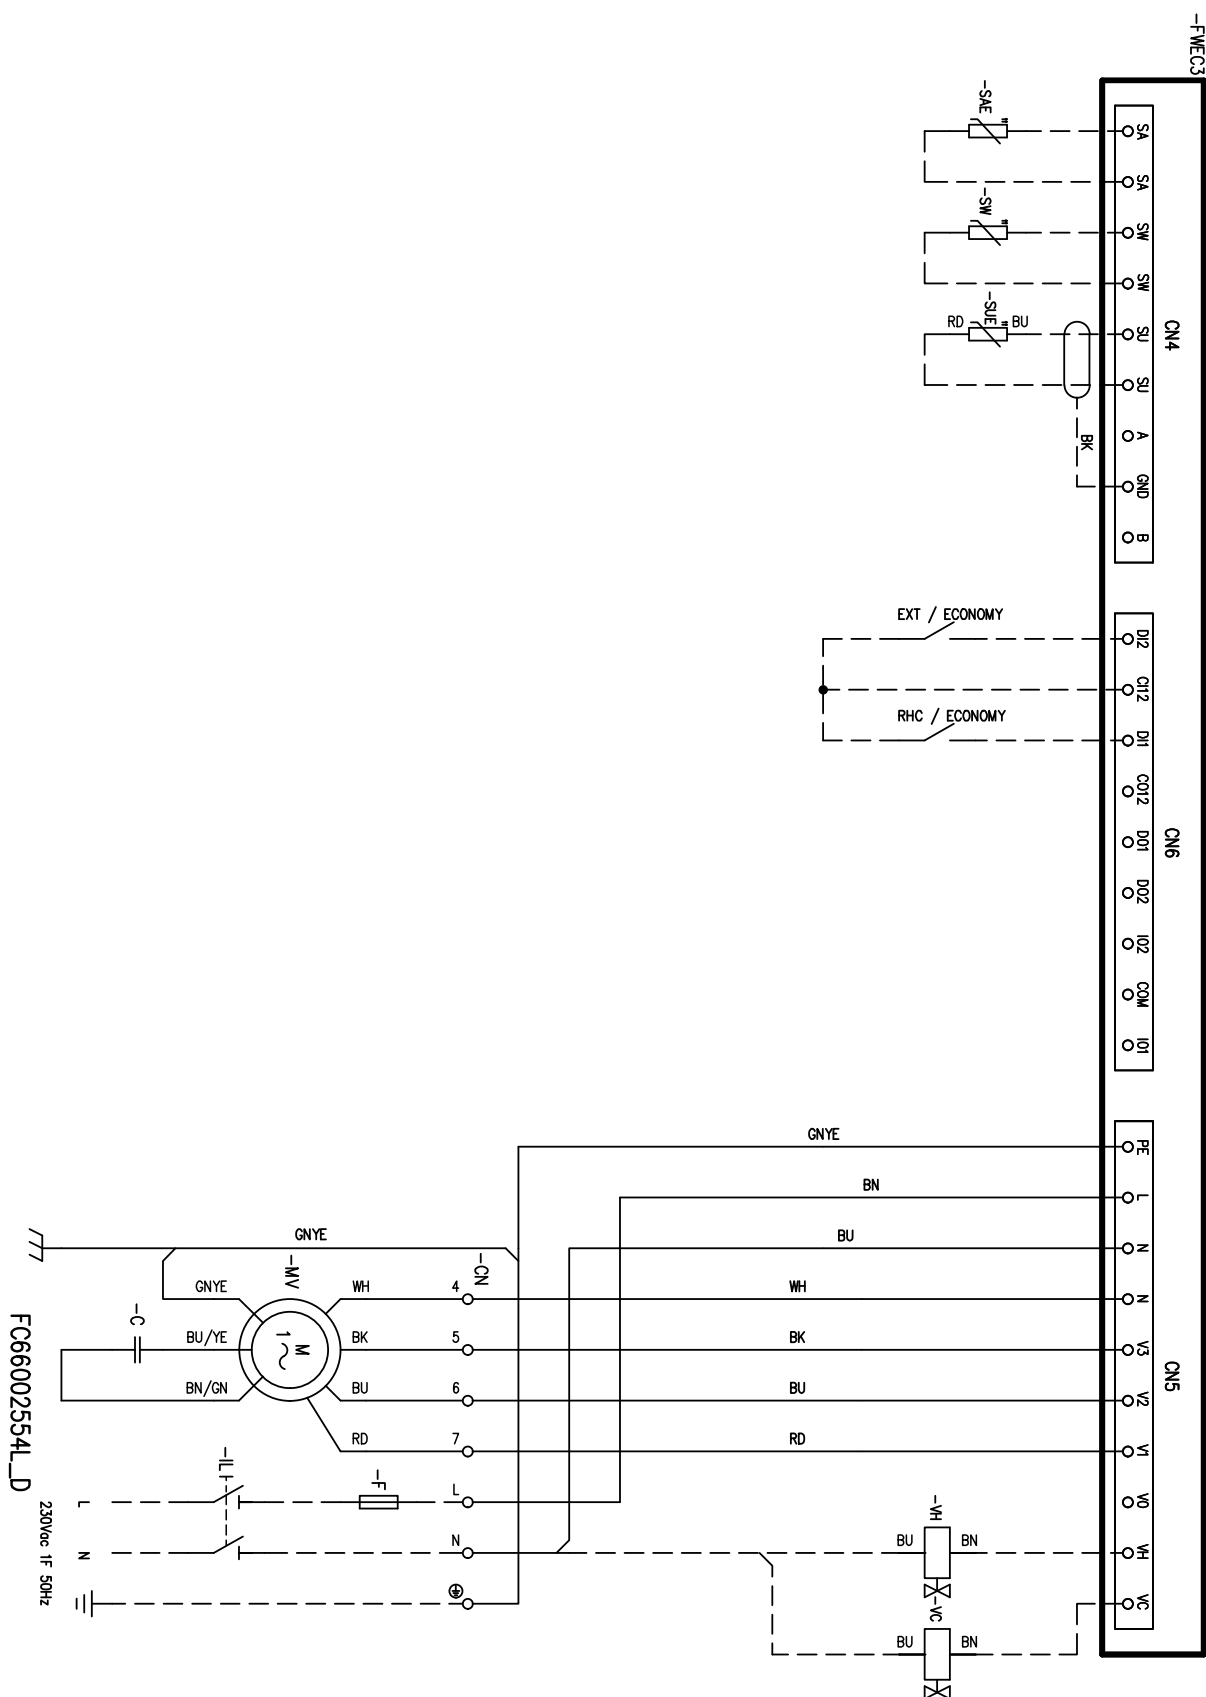 -FWEC3
SA
SA
SW
SW
SU
SU
A
GND
B
CN4
-SAE
-SW
-SUE
RD
BU
BK
DI2
CI12
DI1
CO12
DO1
DO2
IO2
COM
IO1
CN6
EXT / ECONOMY
RHC / ECONOMY
PE
L
N
N
V3
V2
V1
V0
VH
VC
CN5
GNYE
BN
BU
WH
BK
BU
RD
GNYE
-CN
4
5
6
7
L
N
-MV
M
1~
WH
BK
BU
RD
GNYE
BU/YE
BN/GN
-C
-F
-IL
L
N
-VH
BU
BN
-VC
BU
BN
230Vac 1F 50Hz
FC66002554L_D